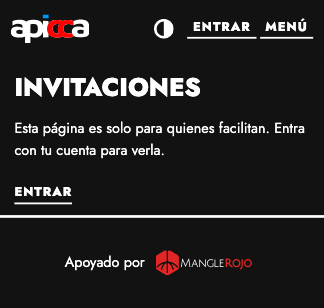 apicca
ENTRAR MENÚ
INVITACIONES
Esta página es solo para quienes facilitan. Entra
con tu cuenta para verla.
ENTRAR
Apoyado por MANGLEROJO